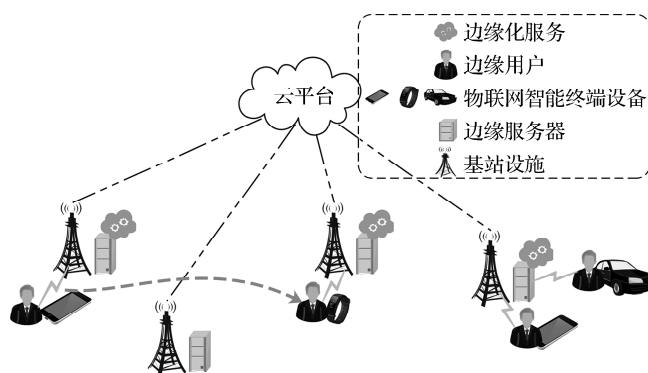 云平台
边缘化服务
边缘用户
物联网智能终端设备
边缘服务器
基站设施